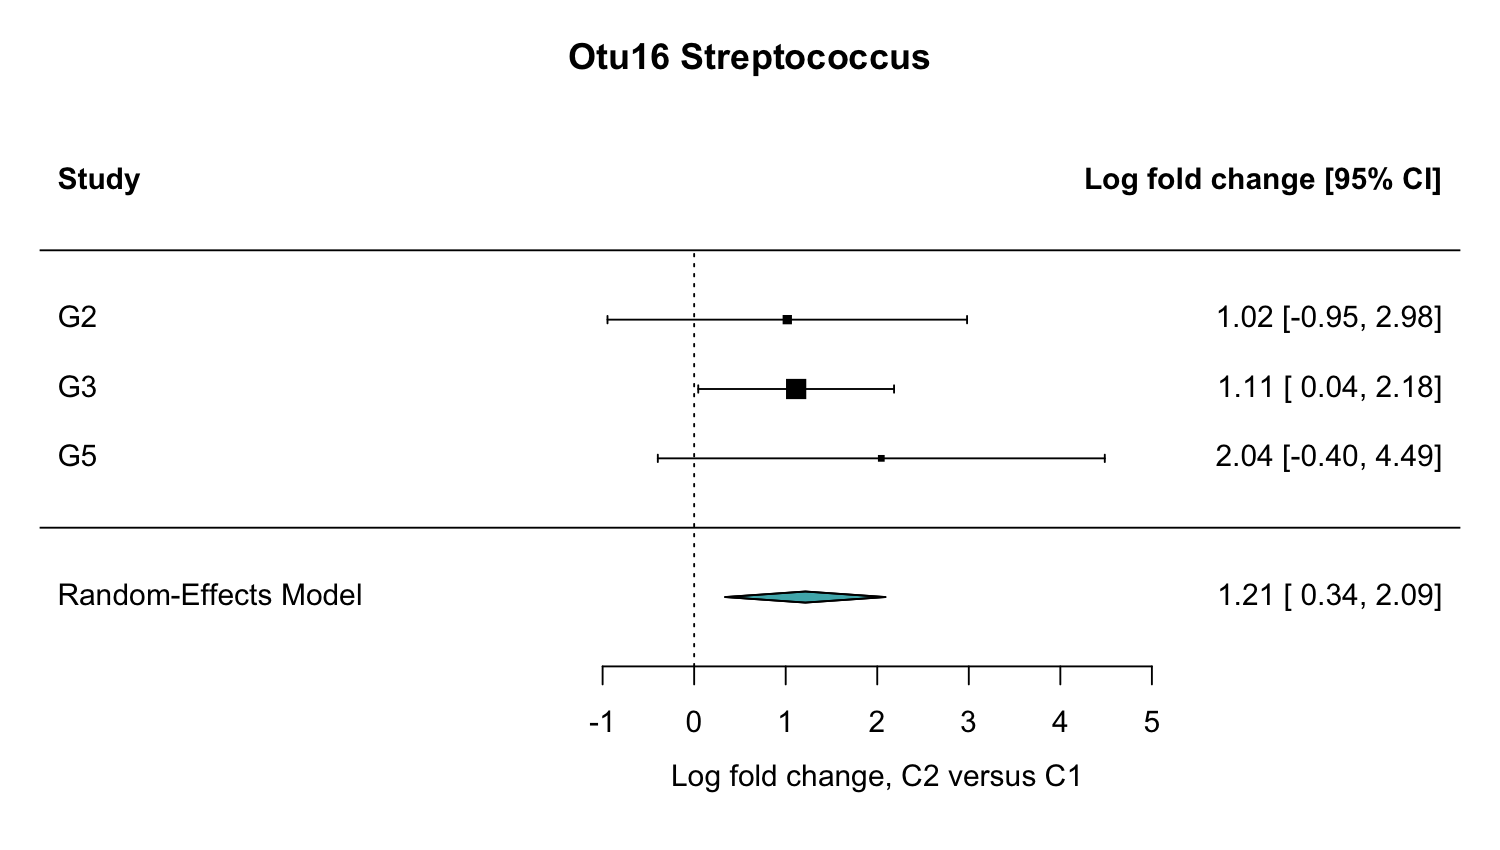 Otu16 Streptococcus
Study Log fold change [95% CI]
G2 1.02 [-0.95, 2.98]
G3 1.11 [ 0.04, 2.18]
G5 2.04 [-0.40, 4.49]
Random-Effects Model 1.21 [ 0.34, 2.09]
-1 0 1 2 3 4 5
Log fold change, C2 versus C1